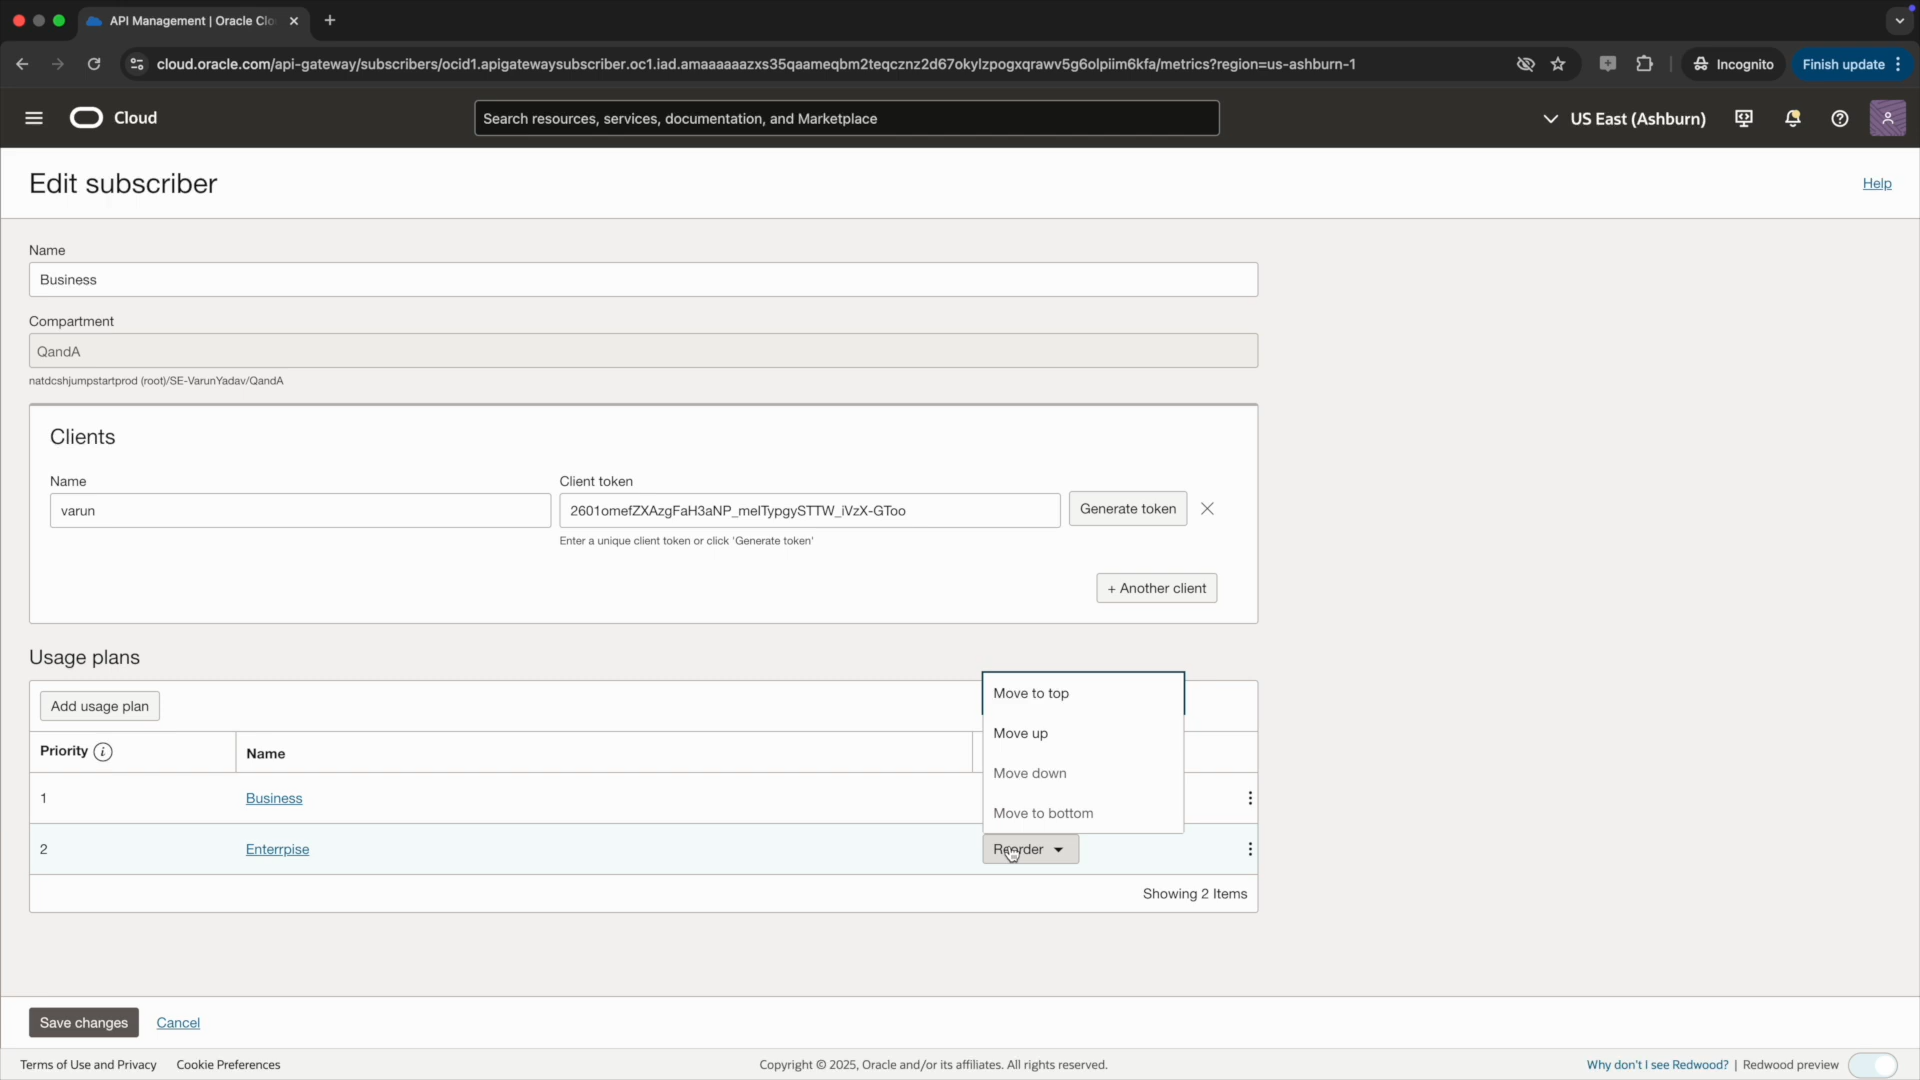 API Management | Oracle Clo
cloud.oracle.com/api-gateway/subscribers/ocid1.apigatewaysubscriber.oc1.iad.amaaaaaazxs35qaameqbm2teqcznz2d67okylzpogxqrawv5g6olpiim6kfa/metrics?region=us-ashburn-1
Incognito
Finish update
Cloud
Search resources, services, documentation, and Marketplace
US East (Ashburn)
Edit subscriber
Help
Name
Business
Compartment
QandA
natdcshjumpstartprod (root)/SE-VarunYadav/QandA
Clients
Name
Client token
varun
2601omefZXAzgFaH3aNP_meITypgySTTW_iVzX-GToo
Generate token
Enter a unique client token or click 'Generate token'
+ Another client
Usage plans
Add usage plan
Move to top
Move up
Priority
Name
Move down
1
Business
Move to bottom
2
Enterrpise
Reorder
Showing 2 Items
Save changes
Cancel
Terms of Use and Privacy
Cookie Preferences
Copyright © 2025, Oracle and/or its affiliates. All rights reserved.
Why don't I see Redwood? | Redwood preview